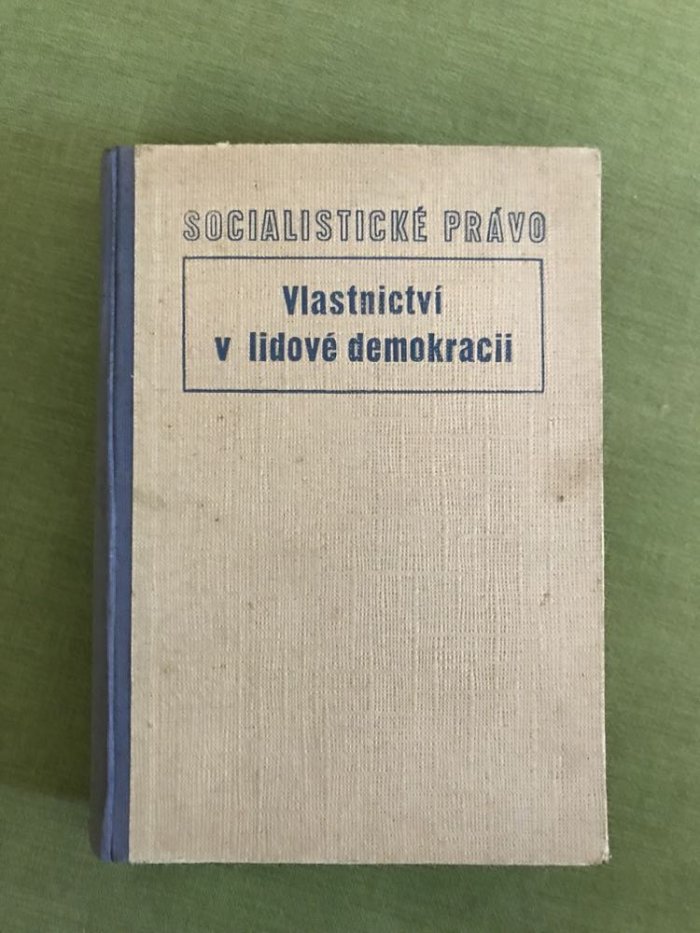 SOCIALISTICKÉ PRÁVO
Vlastnictví
v lidové demokracii